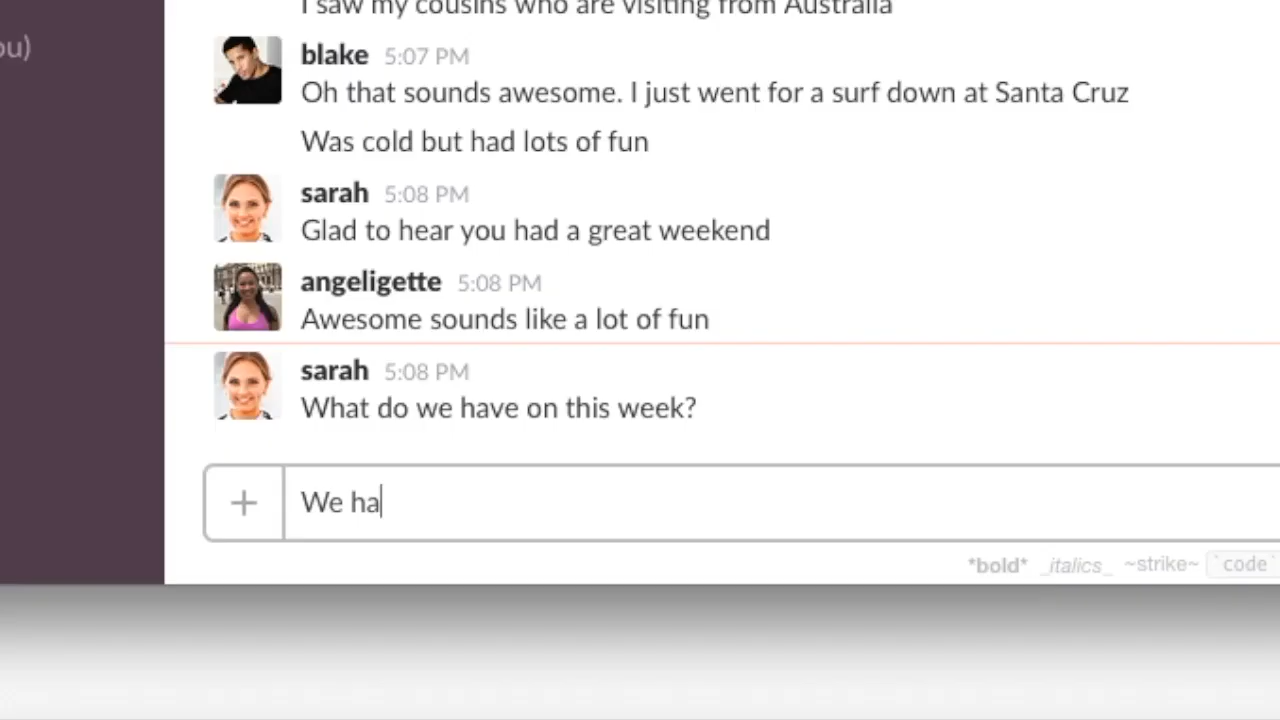 I saw my cousins who are visiting from Australia
ou)
blake 5:07 PM
Oh that sounds awesome. I just went for a surf down at Santa Cruz
Was cold but had lots of fun
sarah 5:08 PM
Glad to hear you had a great weekend
angeligette 5:08 PM
Awesome sounds like a lot of fun
sarah 5:08 PM
What do we have on this week?
+ We ha
*bold* _italics_ ~strike~ `code`